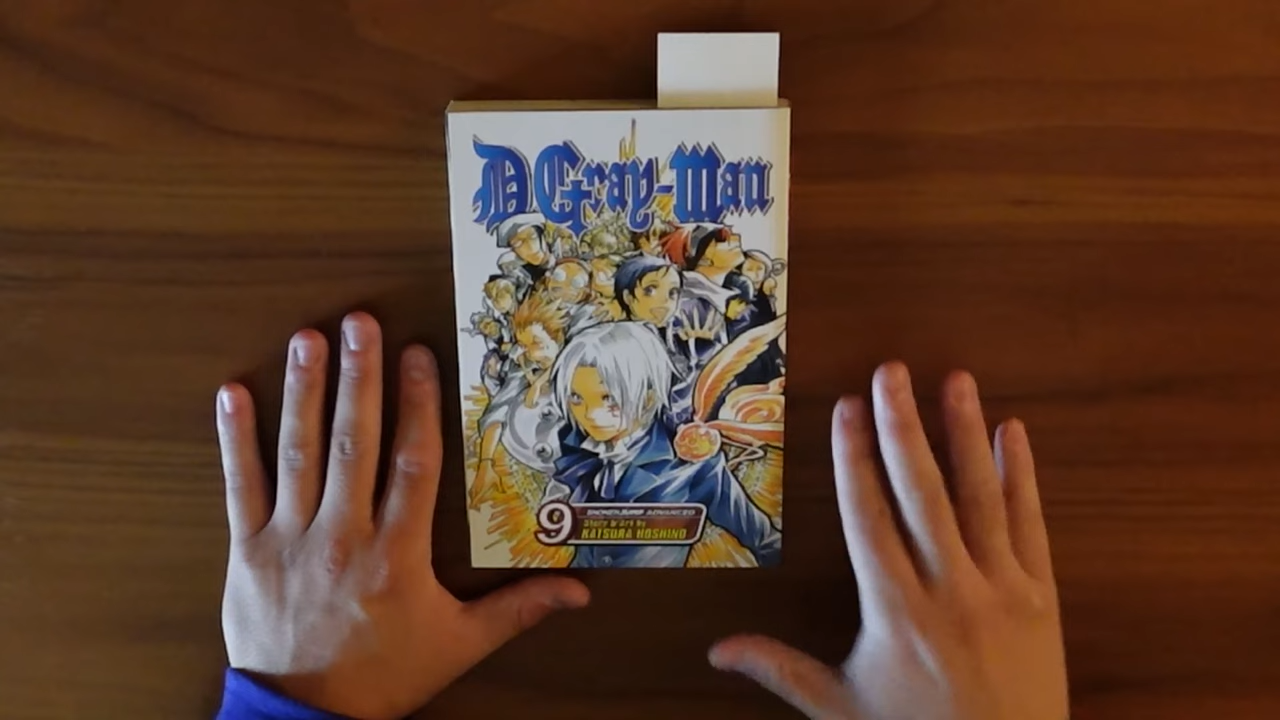 D.Gray-Man
9
SHONEN JUMP ADVANCED
Story & Art by
KATSURA HOSHINO